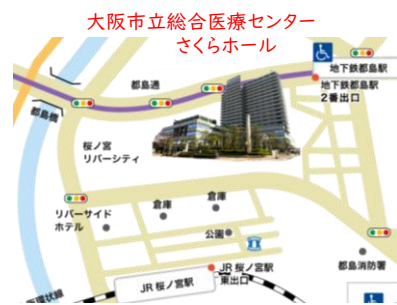 大阪市立総合医療センター
さくらホール
地下鉄都島駅
地下鉄都島駅
2番出口
都島通
都島橋
桜ノ宮
リバーシティ
リバーサイド
ホテル
倉庫
倉庫
公園
JR 桜ノ宮駅
東出口
都島消防署
JR 桜ノ宮駅
環状線